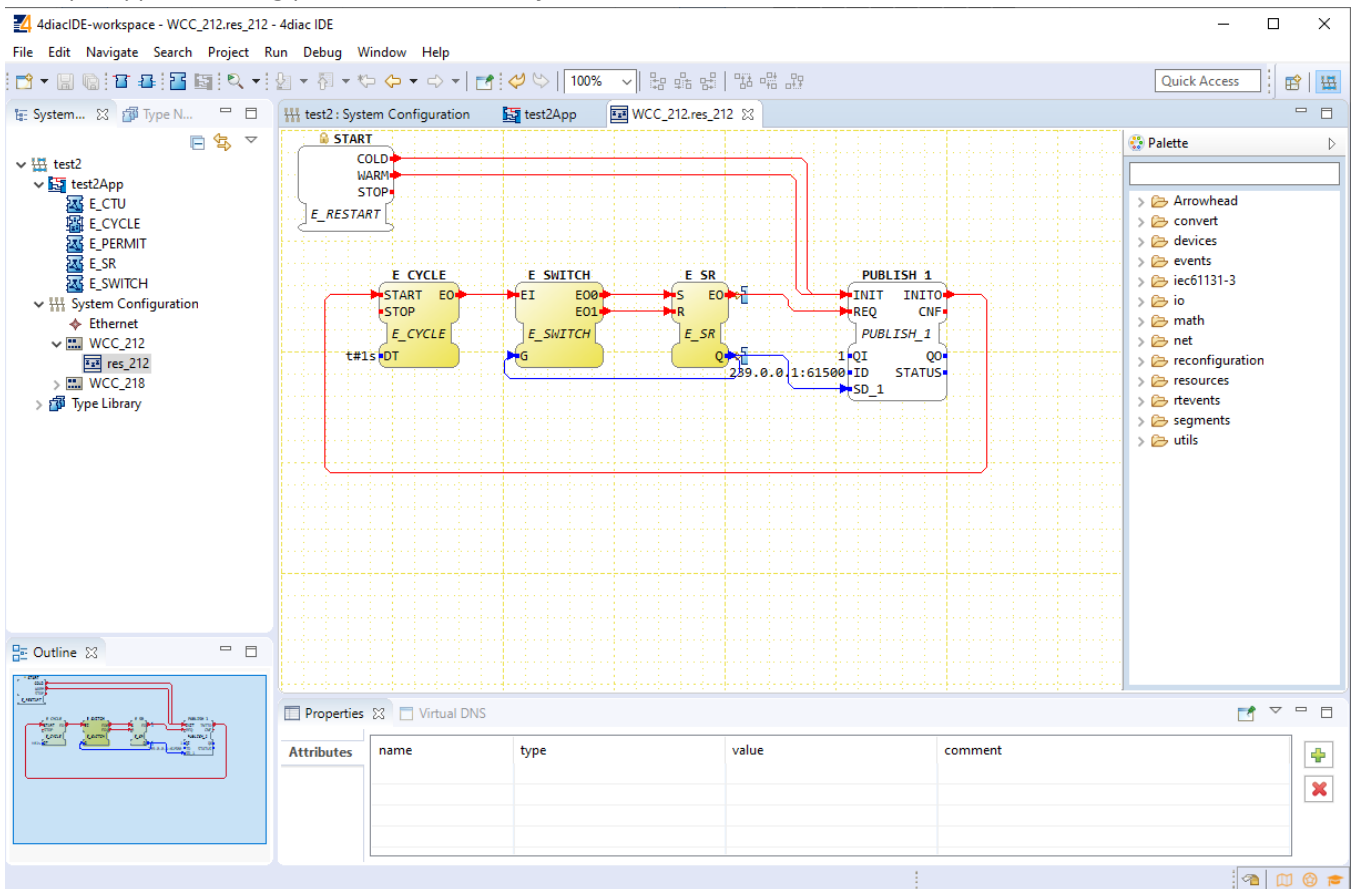 4diacIDE-workspace - WCC_212.res_212 - 4diac IDE
File Edit Navigate Search Project Run Debug Window Help
100%
Quick Access
System...
Type N...
test2 : System Configuration
test2App
WCC_212.res_212
test2
test2App
E_CTU
E_CYCLE
E_PERMIT
E_SR
E_SWITCH
System Configuration
Ethernet
WCC_212
res_212
WCC_218
Type Library
START
COLD
WARM
STOP
E_RESTART
E_CYCLE
START EO
STOP
E_CYCLE
t#1s DT
E_SWITCH
EI EO0
EO1
E_SWITCH
G
E_SR
S EO
R
E_SR
Q
PUBLISH_1
INIT INITO
REQ CNF
PUBLISH_1
1 QI QO
239.0.0.1:61500 ID STATUS
SD_1
Palette
Arrowhead
convert
devices
events
iec61131-3
io
math
net
reconfiguration
resources
rtevents
segments
utils
Outline
Properties
Virtual DNS
Attributes
name type value comment